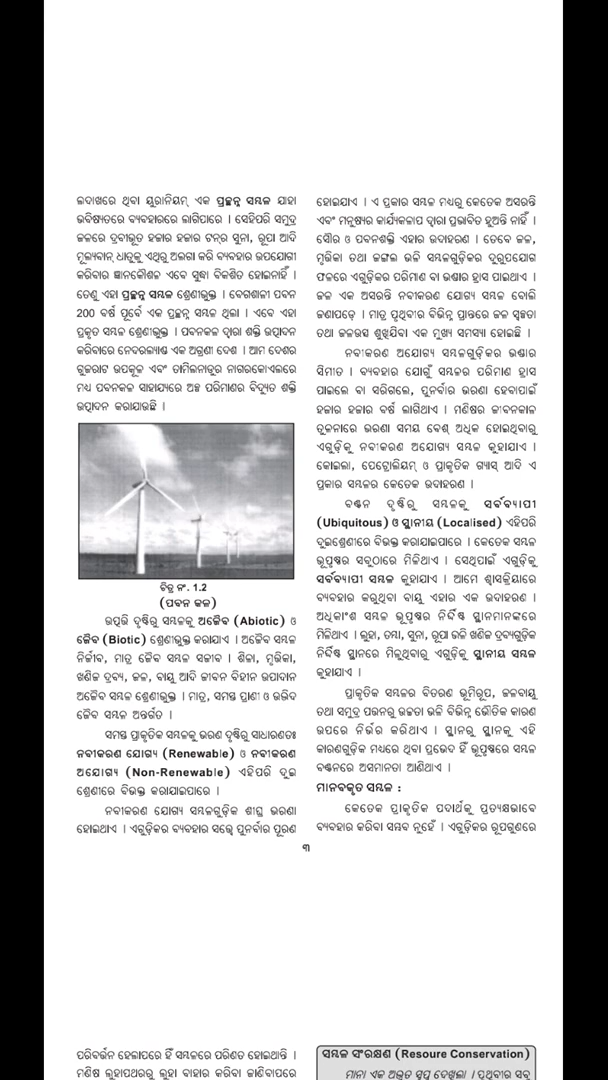 ଲଦାଖରେ ଥିବା ୟୁରାନିୟମ୍ ଏକ ପ୍ରଚ୍ଛନ୍ନ ସମ୍ବଳ ଯାହା
ଭବିଷ୍ୟତରେ ବ୍ୟବହାରରେ ଲାଗିପାରେ । ସେହିପରି ସମୁଦ୍ର
ଜଳରେ ଦ୍ରବୀଭୂତ ହଜାର ହଜାର ଟନ୍‌ର ସୁନା, ରୂପା ଆଦି
ମୂଲ୍ୟବାନ୍ ଧାତୁକୁ ଏଥିରୁ ଅଲଗା କରି ବ୍ୟବହାର ଉପଯୋଗୀ
କରିବାର ଜ୍ଞାନକୌଶଳ ଏବେ ସୁଦ୍ଧା ବିକଶିତ ହୋଇନାହିଁ ।
ତେଣୁ ଏହା ପ୍ରଚ୍ଛନ୍ନ ସମ୍ବଳ ଶ୍ରେଣୀଭୁକ୍ତ । ବେଗଶାଳୀ ପବନ
200 ବର୍ଷ ପୂର୍ବେ ଏକ ପ୍ରଚ୍ଛନ୍ନ ସମ୍ବଳ ଥିଲା । ଏବେ ଏହା
ପ୍ରକୃତ ସମ୍ବଳ ଶ୍ରେଣୀଭୁକ୍ତ । ପବନକଳ ଦ୍ୱାରା ଶକ୍ତି ଉତ୍ପାଦନ
କରିବାରେ ନେଦରଲ୍ୟାଣ୍ଡ ଏକ ଅଗ୍ରଣୀ ଦେଶ । ଆମ ଦେଶର
ଗୁଜରାଟ ଉପକୂଳ ଏବଂ ତାମିଲନାଡୁର ନାଗରକୋଏଲରେ
ମଧ୍ୟ ପବନକଳ ସାହାଯ୍ୟରେ ଅଳ୍ପ ପରିମାଣର ବିଦ୍ୟୁତ ଶକ୍ତି
ଉତ୍ପାଦନ କରାଯାଉଛି ।
ଚିତ୍ର ନଂ. 1.2
(ପବନ କଳ)
ଉତ୍ପତ୍ତି ଦୃଷ୍ଟିରୁ ସମ୍ବଳକୁ ଅଜୈବ (Abiotic) ଓ
ଜୈବ (Biotic) ଶ୍ରେଣୀଭୁକ୍ତ କରାଯାଏ । ଅଜୈବ ସମ୍ବଳ
ନିର୍ଜୀବ, ମାତ୍ର ଜୈବ ସମ୍ବଳ ସଜୀବ । ଶିଳା, ମୃତ୍ତିକା,
ଖଣିଜ ଦ୍ରବ୍ୟ, ଜଳ, ବାୟୁ ଆଦି ଜୀବନ ବିହୀନ ଉପାଦାନ
ଅଜୈବ ସମ୍ବଳ ଶ୍ରେଣୀଭୁକ୍ତ । ମାତ୍ର, ସମସ୍ତ ପ୍ରାଣୀ ଓ ଉଦ୍ଭିଦ
ଜୈବ ସମ୍ବଳ ଅନ୍ତର୍ଗତ ।
ସମସ୍ତ ପ୍ରାକୃତିକ ସମ୍ବଳକୁ ଭରଣ ଦୃଷ୍ଟିରୁ ସାଧାରଣତଃ
ନବୀକରଣ ଯୋଗ୍ୟ (Renewable) ଓ ନବୀକରଣ
ଅଯୋଗ୍ୟ (Non-Renewable) ଏହିପରି ଦୁଇ
ଶ୍ରେଣୀରେ ବିଭକ୍ତ କରାଯାଇପାରେ ।
ନବୀକରଣ ଯୋଗ୍ୟ ସମ୍ବଳଗୁଡ଼ିକ ଶୀଘ୍ର ଭରଣା
ହୋଇଥାଏ । ଏଗୁଡ଼ିକର ବ୍ୟବହାର ସତ୍ତ୍ୱେ ପୁନର୍ବାର ପୂରଣ
ହୋଇଯାଏ । ଏ ପ୍ରକାର ସମ୍ବଳ ମଧ୍ୟରୁ କେତେକ ଅସରନ୍ତି
ଏବଂ ମନୁଷ୍ୟର କାର୍ଯ୍ୟକଳାପ ଦ୍ୱାରା ପ୍ରଭାବିତ ହୁଅନ୍ତି ନାହିଁ ।
ସୌର ଓ ପବନଶକ୍ତି ଏହାର ଉଦାହରଣ । ତେବେ ଜଳ,
ମୃତ୍ତିକା ତଥା ଜଙ୍ଗଲ ଭଳି ସମ୍ବଳଗୁଡ଼ିକର ଦୁରୁପଯୋଗ
ଫଳରେ ଏଗୁଡ଼ିକର ପରିମାଣ ବା ଭଣ୍ଡାର ହ୍ରାସ ପାଇଥାଏ ।
ଜଳ ଏକ ଅସରନ୍ତି ନବୀକରଣ ଯୋଗ୍ୟ ସମ୍ବଳ ବୋଲି
ଜଣାପଡ଼େ । ମାତ୍ର ପୃଥିବୀର ବିଭିନ୍ନ ପ୍ରାନ୍ତରେ ଜଳ ସ୍ୱଳ୍ପତା
ତଥା ଜଳଉତ୍ସ ଶୁଖିଯିବା ଏକ ମୁଖ୍ୟ ସମସ୍ୟା ହୋଇଛି ।
ନବୀକରଣ ଅଯୋଗ୍ୟ ସମ୍ବଳଗୁଡ଼ିକର ଭଣ୍ଡାର
ସିମୀତ । ବ୍ୟବହାର ଯୋଗୁଁ ସମ୍ବଳର ପରିମାଣ ହ୍ରାସ
ପାଇଲେ ବା ସରିଗଲେ, ପୁନର୍ବାର ଭରଣା ହେବାପାଇଁ
ହଜାର ହଜାର ବର୍ଷ ଲାଗିଥାଏ । ମଣିଷର ଜୀବନକାଳ
ତୁଳନାରେ ଭରଣା ସମୟ ବେଶ୍ ଅଧିକ ହୋଇଥିବାରୁ
ଏଗୁଡ଼ିକୁ ନବୀକରଣ ଅଯୋଗ୍ୟ ସମ୍ବଳ କୁହାଯାଏ ।
କୋଇଲା, ପେଟ୍ରୋଲିୟମ୍ ଓ ପ୍ରାକୃତିକ ଗ୍ୟାସ୍ ଆଦି ଏ
ପ୍ରକାର ସମ୍ବଳର କେତେକ ଉଦାହରଣ ।
ବଣ୍ଟନ ଦୃଷ୍ଟିରୁ ସମ୍ବଳକୁ ସର୍ବବ୍ୟାପୀ
(Ubiquitous) ଓ ସ୍ଥାନୀୟ (Localised) ଏହିପରି
ଦୁଇଶ୍ରେଣୀରେ ବିଭକ୍ତ କରାଯାଇପାରେ । କେତେକ ସମ୍ବଳ
ଭୂପୃଷ୍ଠର ସବୁଠାରେ ମିଳିଥାଏ । ସେଥିପାଇଁ ଏଗୁଡ଼ିକୁ
ସର୍ବବ୍ୟାପୀ ସମ୍ବଳ କୁହାଯାଏ । ଆମେ ଶ୍ୱାସକ୍ରିୟାରେ
ବ୍ୟବହାର କରୁଥିବା ବାୟୁ ଏହାର ଏକ ଉଦାହରଣ ।
ଅଧିକାଂଶ ସମ୍ବଳ ଭୂପୃଷ୍ଠର ନିର୍ଦ୍ଦିଷ୍ଟ ସ୍ଥାନମାନଙ୍କରେ
ମିଳିଥାଏ । ଲୁହା, ତମ୍ବା, ସୁନା, ରୂପା ଭଳି ଖଣିଜ ଦ୍ରବ୍ୟଗୁଡ଼ିକ
ନିର୍ଦ୍ଦିଷ୍ଟ ସ୍ଥାନରେ ମିଳୁଥିବାରୁ ଏଗୁଡ଼ିକୁ ସ୍ଥାନୀୟ ସମ୍ବଳ
କୁହାଯାଏ ।
ପ୍ରାକୃତିକ ସମ୍ବଳର ବିତରଣ ଭୂମିରୂପ, ଜଳବାୟୁ
ତଥା ସମୁଦ୍ର ପତ୍ତନରୁ ଉଚ୍ଚତା ଭଳି ବିଭିନ୍ନ ଭୌତିକ କାରଣ
ଉପରେ ନିର୍ଭର କରିଥାଏ । ସ୍ଥାନରୁ ସ୍ଥାନକୁ ଏହି
କାରଣଗୁଡ଼ିକ ମଧ୍ୟରେ ଥିବା ପ୍ରଭେଦ ହିଁ ଭୂପୃଷ୍ଠରେ ସମ୍ବଳ
ବଣ୍ଟନରେ ଅସମାନତା ଆଣିଥାଏ ।
ମାନବକୃତ ସମ୍ବଳ :
କେତେକ ପ୍ରାକୃତିକ ପଦାର୍ଥକୁ ପ୍ରତ୍ୟକ୍ଷଭାବେ
ବ୍ୟବହାର କରିବା ସମ୍ଭବ ନୁହେଁ । ଏଗୁଡ଼ିକର ରୂପଗୁଣରେ
୩
ପରିବର୍ତ୍ତନ ହେଲାପରେ ହିଁ ସମ୍ବଳରେ ପରିଣତ ହୋଇଥାନ୍ତି ।
ମଣିଷ ଲୁହାପଥରରୁ ଲୁହା ବାହାର କରିବା ଜାଣିବାପରେ
ସମ୍ବଳ ସଂରକ୍ଷଣ (Resoure Conservation)
ମାମା ଏକ ଅଦ୍ଭୁତ ସ୍ୱପ୍ନ ଦେଖିଲା । ପୃଥିବୀର ସବୁ